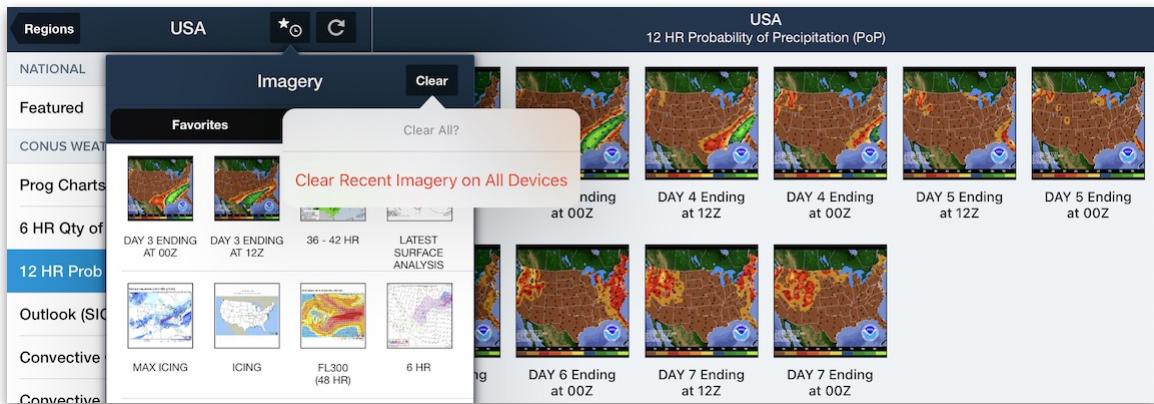 Regions
USA
USA
12 HR Probability of Precipitation (PoP)
NATIONAL
Featured
CONUS WEAT
Prog Charts
6 HR Qty of
12 HR Prob
Outlook (SIG
Convective
Convective
Imagery
Clear
Favorites
Clear All?
Clear Recent Imagery on All Devices
DAY 3 ENDING
AT 00Z
DAY 3 ENDING
AT 12Z
36 - 42 HR
LATEST
SURFACE
ANALYSIS
MAX ICING
ICING
FL300
(48 HR)
6 HR
nding
at 00Z
DAY 4 Ending
at 12Z
DAY 4 Ending
at 00Z
DAY 5 Ending
at 12Z
DAY 5 Ending
at 00Z
ng
DAY 6 Ending
at 00Z
DAY 7 Ending
at 12Z
DAY 7 Ending
at 00Z